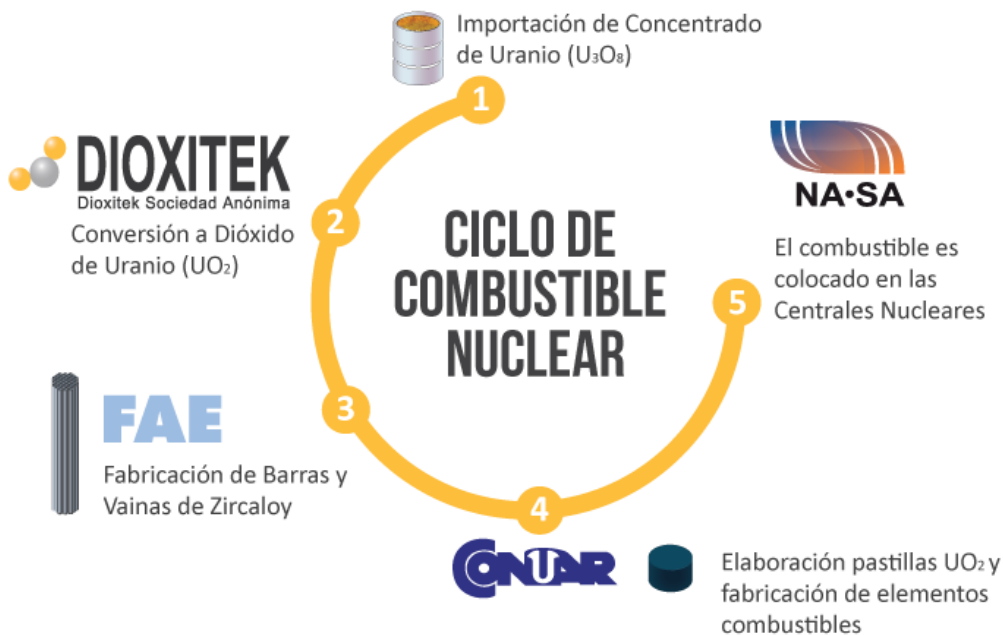 Importación de Concentrado
de Uranio (U₃O₈)
1
DIOXITEK
Dioxitek Sociedad Anónima
Conversión a Dióxido
de Uranio (UO₂)
2
CICLO DE
COMBUSTIBLE
NUCLEAR
FAE
Fabricación de Barras y
Vainas de Zircaloy
3
4
CONUAR
Elaboración pastillas UO₂ y
fabricación de elementos
combustibles
5
NA•SA
El combustible es
colocado en las
Centrales Nucleares